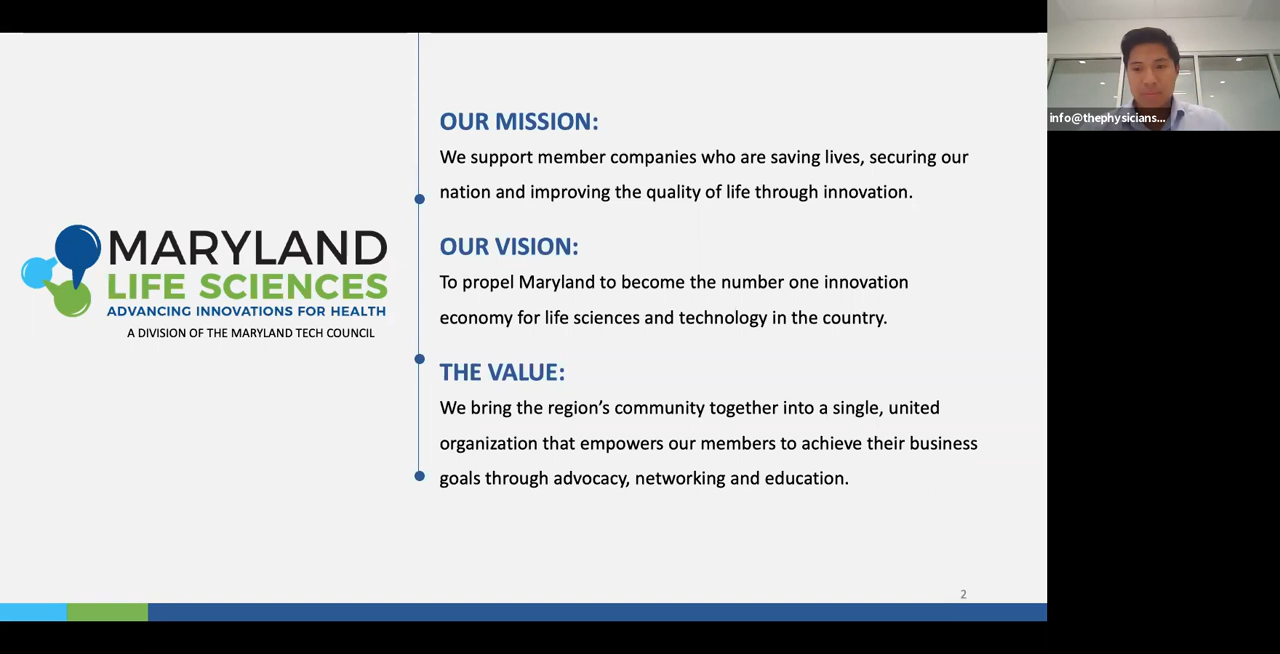 MARYLAND
LIFE SCIENCES
ADVANCING INNOVATIONS FOR HEALTH
A DIVISION OF THE MARYLAND TECH COUNCIL
OUR MISSION:
We support member companies who are saving lives, securing our
nation and improving the quality of life through innovation.
OUR VISION:
To propel Maryland to become the number one innovation
economy for life sciences and technology in the country.
THE VALUE:
We bring the region’s community together into a single, united
organization that empowers our members to achieve their business
goals through advocacy, networking and education.
2
info@thephysicians...